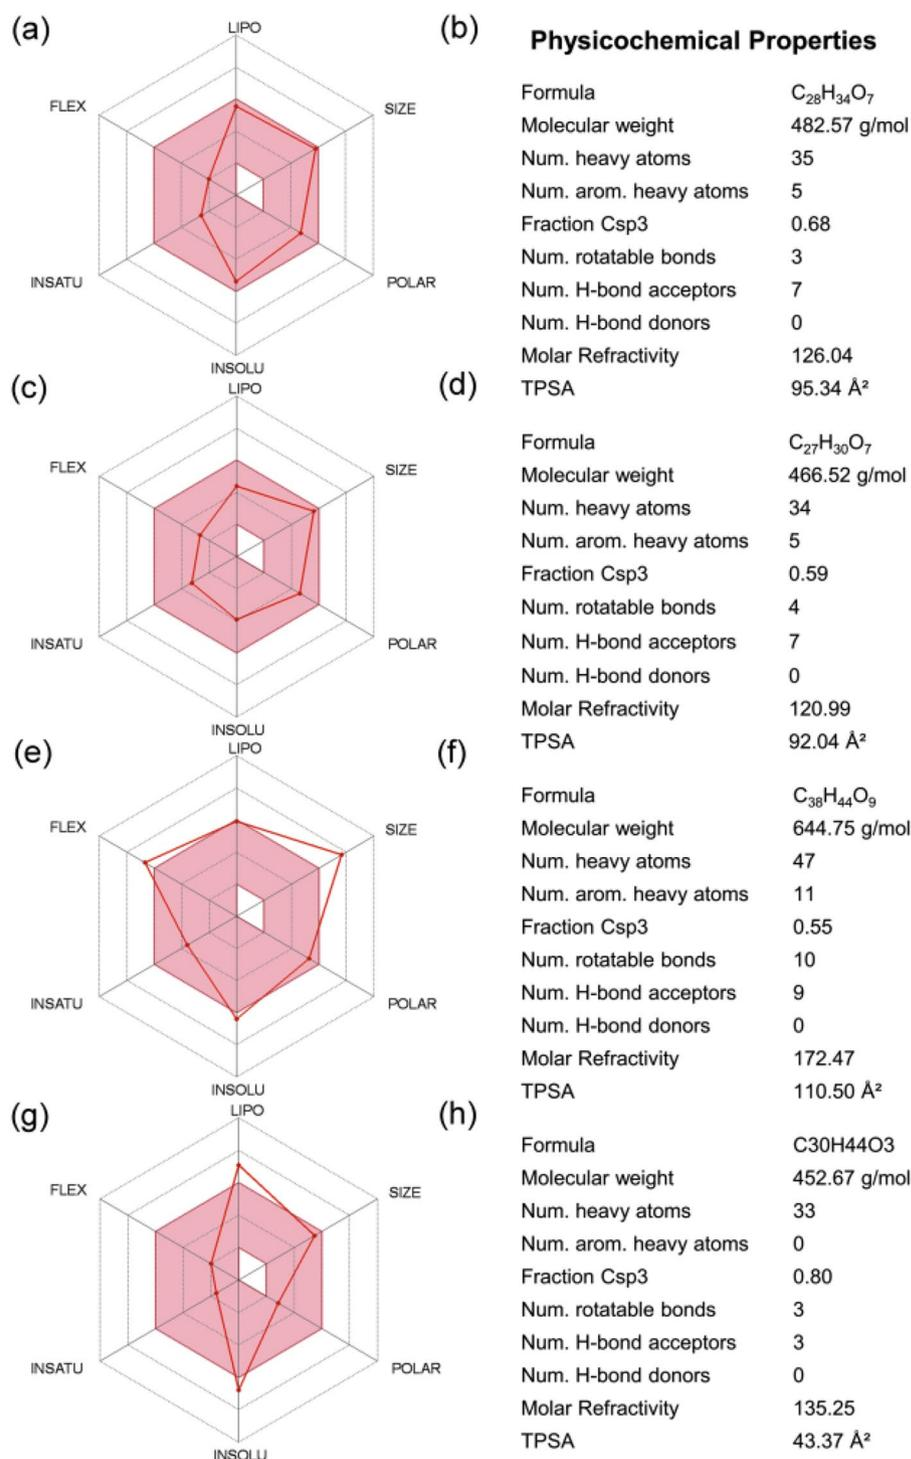 (a)
LIPO
FLEX
SIZE
INSATU
POLAR
INSOLU
(b)
Physicochemical Properties
Formula C₂₈H₃₄O₇
Molecular weight 482.57 g/mol
Num. heavy atoms 35
Num. arom. heavy atoms 5
Fraction Csp3 0.68
Num. rotatable bonds 3
Num. H-bond acceptors 7
Num. H-bond donors 0
Molar Refractivity 126.04
TPSA 95.34 Å²
(c)
LIPO
FLEX
SIZE
INSATU
POLAR
INSOLU
(d)
Formula C₂₇H₃₀O₇
Molecular weight 466.52 g/mol
Num. heavy atoms 34
Num. arom. heavy atoms 5
Fraction Csp3 0.59
Num. rotatable bonds 4
Num. H-bond acceptors 7
Num. H-bond donors 0
Molar Refractivity 120.99
TPSA 92.04 Å²
(e)
LIPO
FLEX
SIZE
INSATU
POLAR
INSOLU
(f)
Formula C₃₈H₄₄O₉
Molecular weight 644.75 g/mol
Num. heavy atoms 47
Num. arom. heavy atoms 11
Fraction Csp3 0.55
Num. rotatable bonds 10
Num. H-bond acceptors 9
Num. H-bond donors 0
Molar Refractivity 172.47
TPSA 110.50 Å²
(g)
LIPO
FLEX
SIZE
INSATU
POLAR
INSOLU
(h)
Formula C30H44O3
Molecular weight 452.67 g/mol
Num. heavy atoms 33
Num. arom. heavy atoms 0
Fraction Csp3 0.80
Num. rotatable bonds 3
Num. H-bond acceptors 3
Num. H-bond donors 0
Molar Refractivity 135.25
TPSA 43.37 Å²